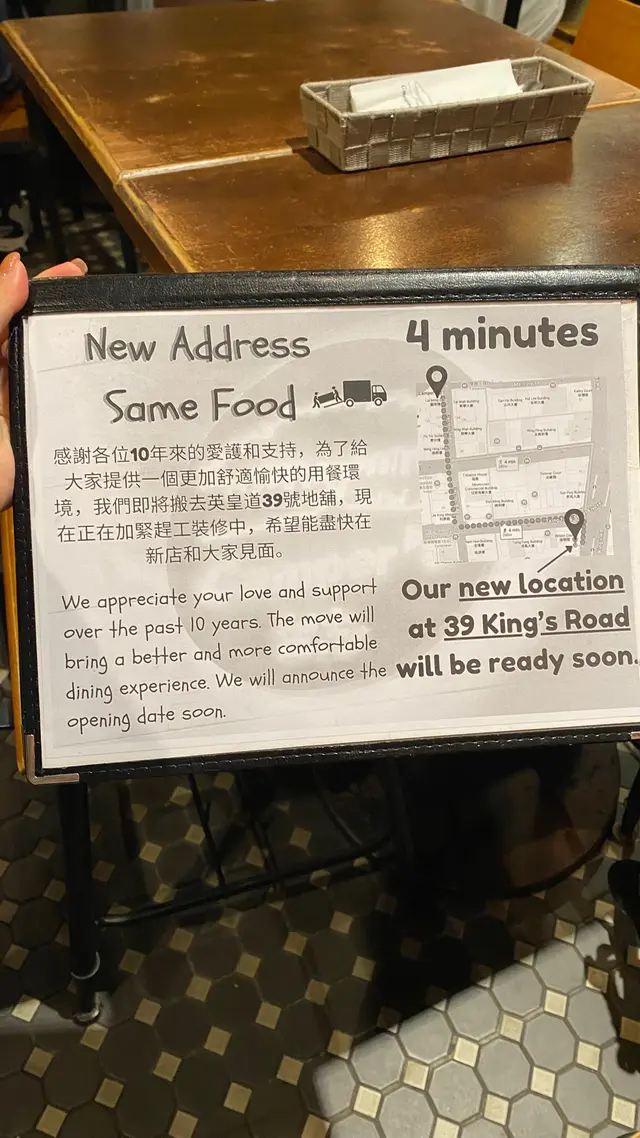 New Address
Same Food
感謝各位10年來的愛護和支持，為了給
大家提供一個更加舒適愉快的用餐環
境，我們即將搬去英皇道39號地舖，現
在正在加緊趕工裝修中，希望能盡快在
新店和大家見面。
We appreciate your love and support
over the past 10 years. The move will
bring a better and more comfortable
dining experience. We will announce the
opening date soon.
4 minutes
Our new location
at 39 King's Road
will be ready soon.